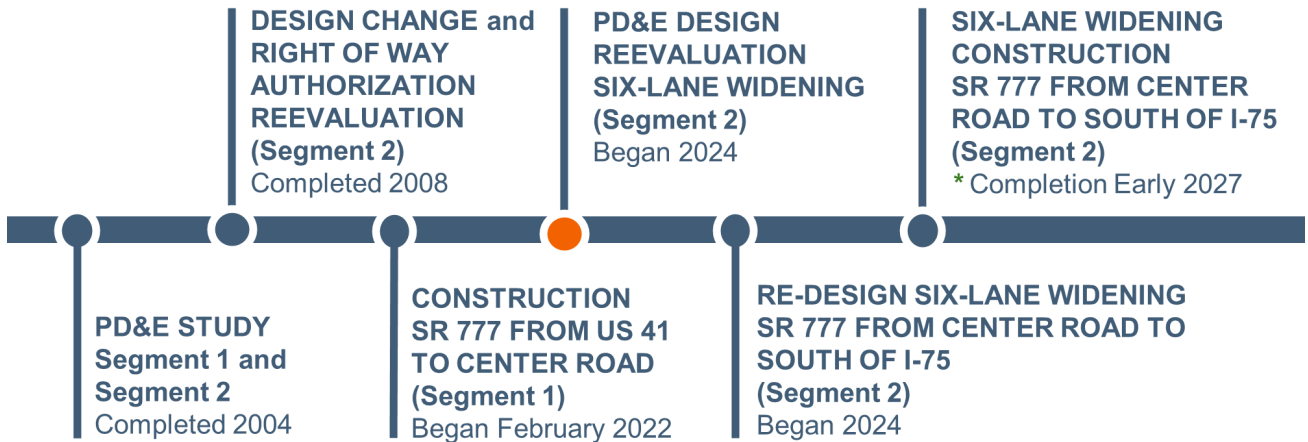 DESIGN CHANGE and
RIGHT OF WAY
AUTHORIZATION
REEVALUATION
(Segment 2)
Completed 2008
PD&E DESIGN
REEVALUATION
SIX-LANE WIDENING
(Segment 2)
Began 2024
SIX-LANE WIDENING
CONSTRUCTION
SR 777 FROM CENTER
ROAD TO SOUTH OF I-75
(Segment 2)
* Completion Early 2027
PD&E STUDY
Segment 1 and
Segment 2
Completed 2004
CONSTRUCTION
SR 777 FROM US 41
TO CENTER ROAD
(Segment 1)
Began February 2022
RE-DESIGN SIX-LANE WIDENING
SR 777 FROM CENTER ROAD TO
SOUTH OF I-75
(Segment 2)
Began 2024